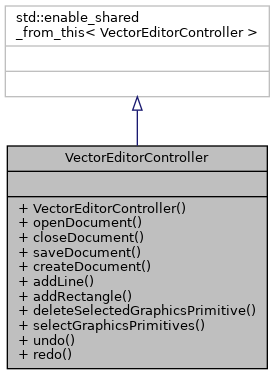 std::enable_shared
_from_this< VectorEditorController >
VectorEditorController
+ VectorEditorController()
+ openDocument()
+ closeDocument()
+ saveDocument()
+ createDocument()
+ addLine()
+ addRectangle()
+ deleteSelectedGraphicsPrimitive()
+ selectGraphicsPrimitives()
+ undo()
+ redo()